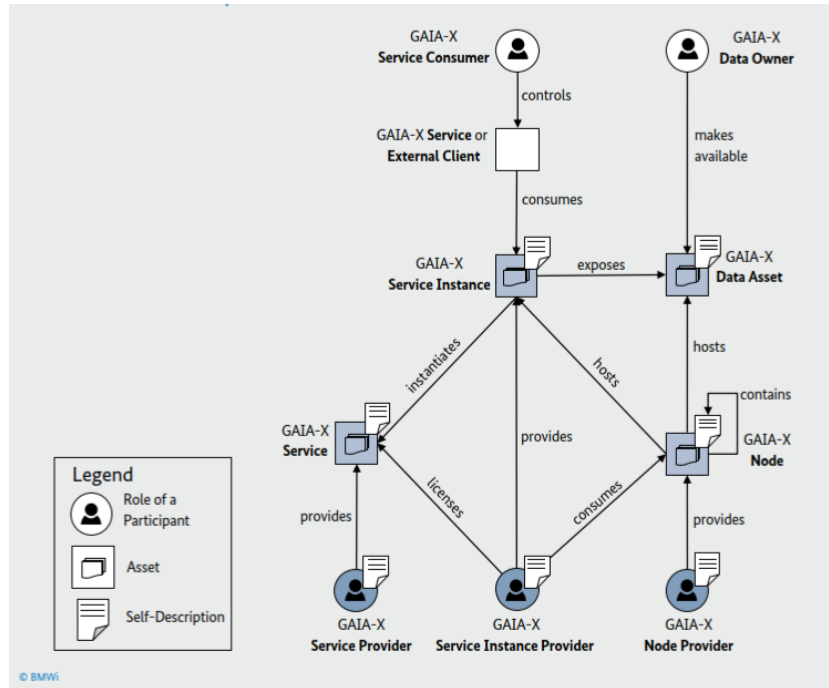 GAIA-X
Service Consumer
GAIA-X
Data Owner
controls
makes
available
GAIA-X Service or
External Client
consumes
GAIA-X
Service Instance
exposes
GAIA-X
Data Asset
instantiates
hosts
hosts
contains
GAIA-X
Service
provides
GAIA-X
Node
licenses
consumes
provides
provides
GAIA-X
Service Provider
GAIA-X
Service Instance Provider
GAIA-X
Node Provider
Legend
Role of a
Participant
Asset
Self-Description
© BMWi